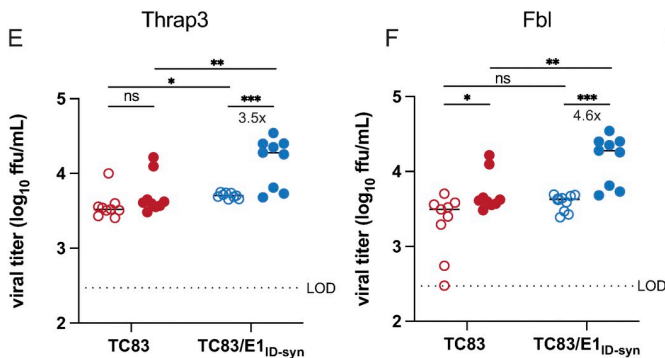 E
Thrap3
**
*
ns
***
3.5x
viral titer (log10 ffu/mL)
5
4
3
2
LOD
TC83
TC83/E1ID-syn
F
Fbl
**
ns
*
***
4.6x
viral titer (log10 ffu/mL)
5
4
3
2
LOD
TC83
TC83/E1ID-syn